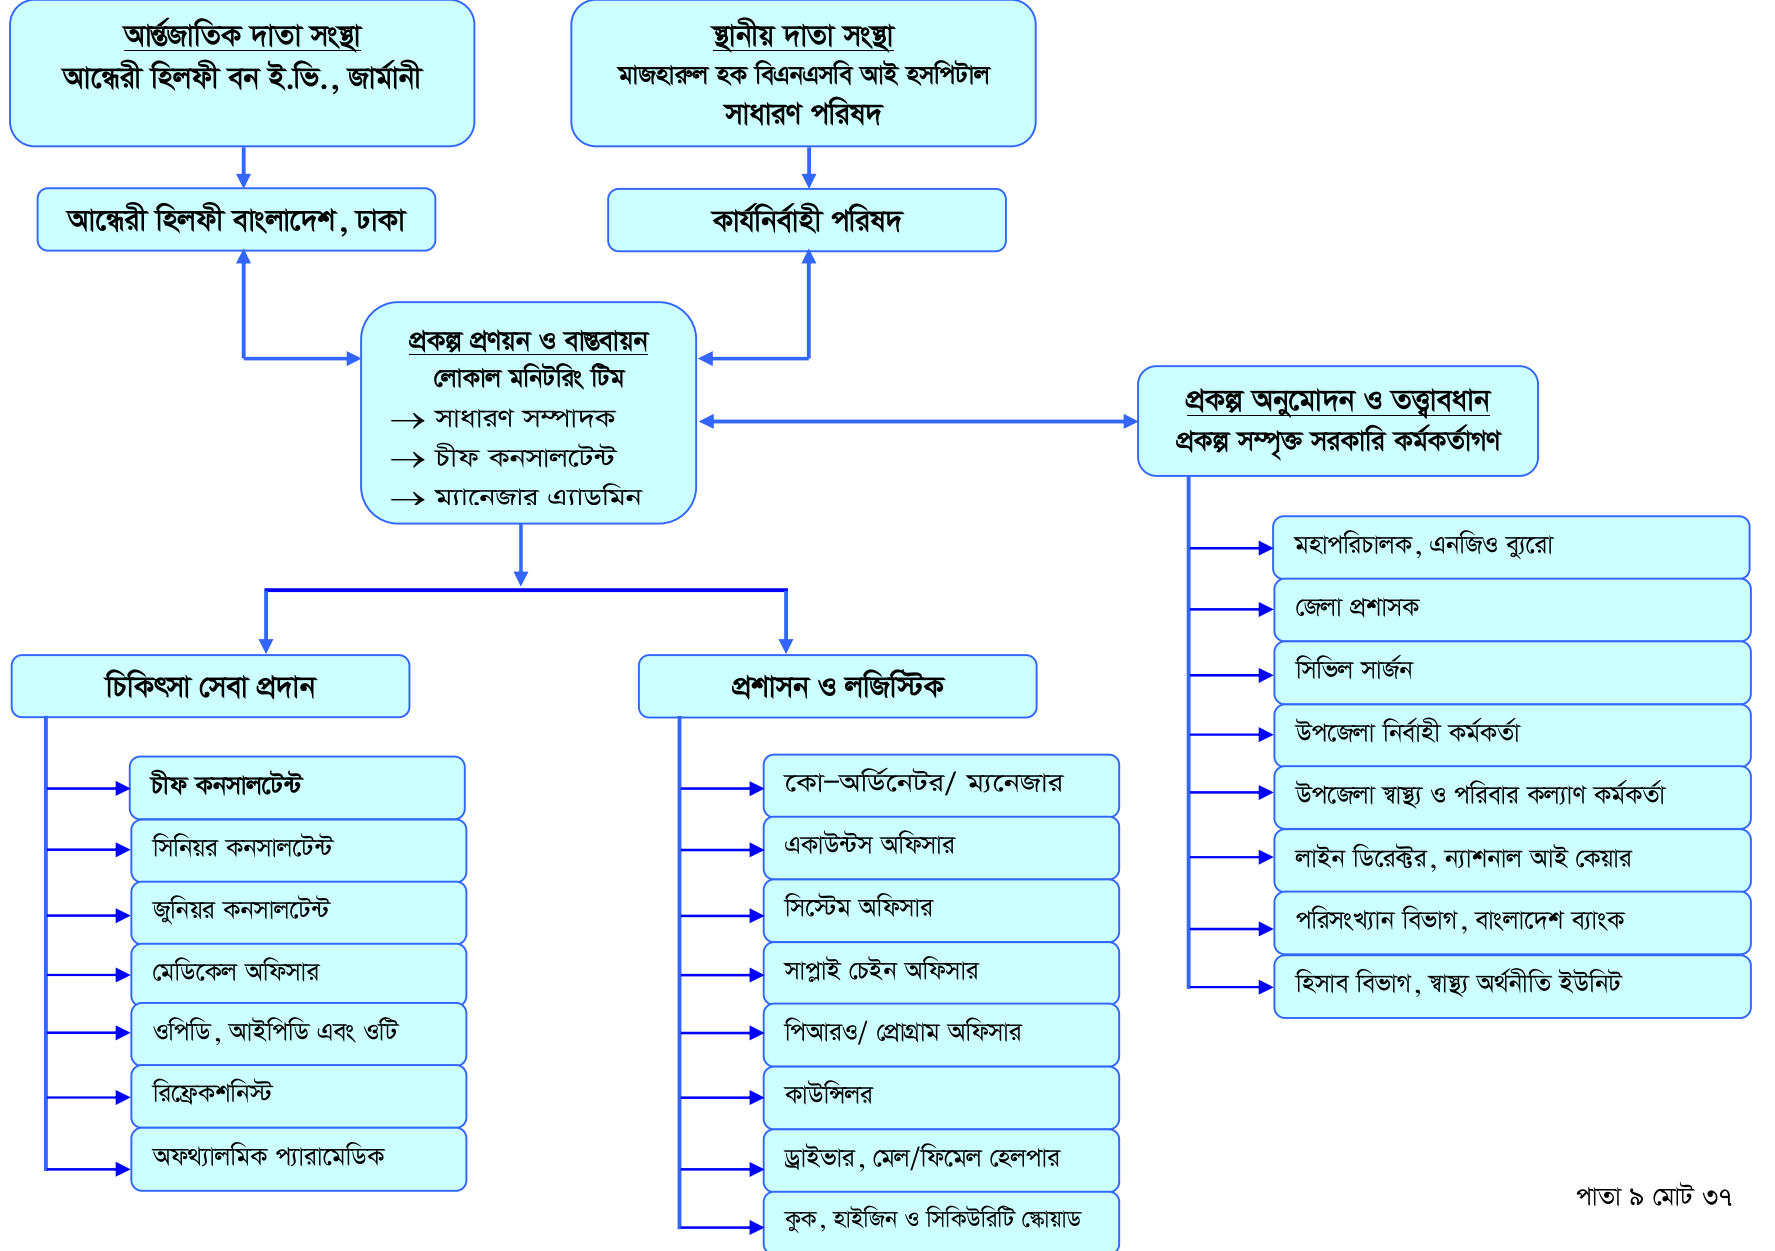 আর্ন্তজাতিক দাতা সংস্থা
আন্ধেরী হিলফী বন ই.ভি., জার্মানী
স্থানীয় দাতা সংস্থা
মাজহারুল হক বিএনএসবি আই হসপিটাল
সাধারণ পরিষদ
আন্ধেরী হিলফী বাংলাদেশ, ঢাকা
কার্যনির্বাহী পরিষদ
প্রকল্প প্রণয়ন ও বাস্তবায়ন
লোকাল মনিটরিং টিম
→ সাধারণ সম্পাদক
→ চীফ কনসালটেন্ট
→ ম্যানেজার এ্যাডমিন
প্রকল্প অনুমোদন ও তত্ত্বাবধান
প্রকল্প সম্পৃক্ত সরকারি কর্মকর্তাগণ
মহাপরিচালক, এনজিও ব্যুরো
জেলা প্রশাসক
সিভিল সার্জন
উপজেলা নির্বাহী কর্মকর্তা
উপজেলা স্বাস্থ্য ও পরিবার কল্যাণ কর্মকর্তা
লাইন ডিরেক্টর, ন্যাশনাল আই কেয়ার
পরিসংখ্যান বিভাগ, বাংলাদেশ ব্যাংক
হিসাব বিভাগ, স্বাস্থ্য অর্থনীতি ইউনিট
চিকিৎসা সেবা প্রদান
চীফ কনসালটেন্ট
সিনিয়র কনসালটেন্ট
জুনিয়র কনসালটেন্ট
মেডিকেল অফিসার
ওপিডি, আইপিডি এবং ওটি
রিফ্রেকশনিস্ট
অফথ্যালমিক প্যারামেডিক
প্রশাসন ও লজিস্টিক
কো-অর্ডিনেটর/ ম্যনেজার
একাউন্টস অফিসার
সিস্টেম অফিসার
সাপ্লাই চেইন অফিসার
পিআরও/ প্রোগ্রাম অফিসার
কাউন্সিলর
ড্রাইভার, মেল/ফিমেল হেলপার
কুক, হাইজিন ও সিকিউরিটি স্কোয়াড
পাতা ৯ মোট ৩৭